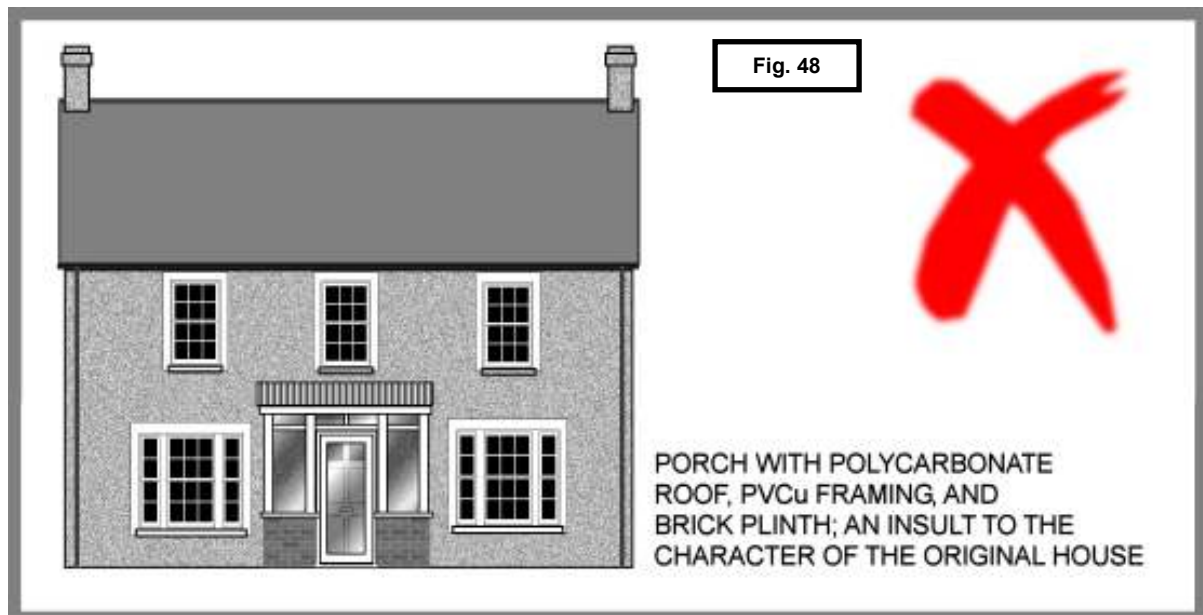 Fig. 48
PORCH WITH POLYCARBONATE
ROOF, PVCu FRAMING, AND
BRICK PLINTH; AN INSULT TO THE
CHARACTER OF THE ORIGINAL HOUSE